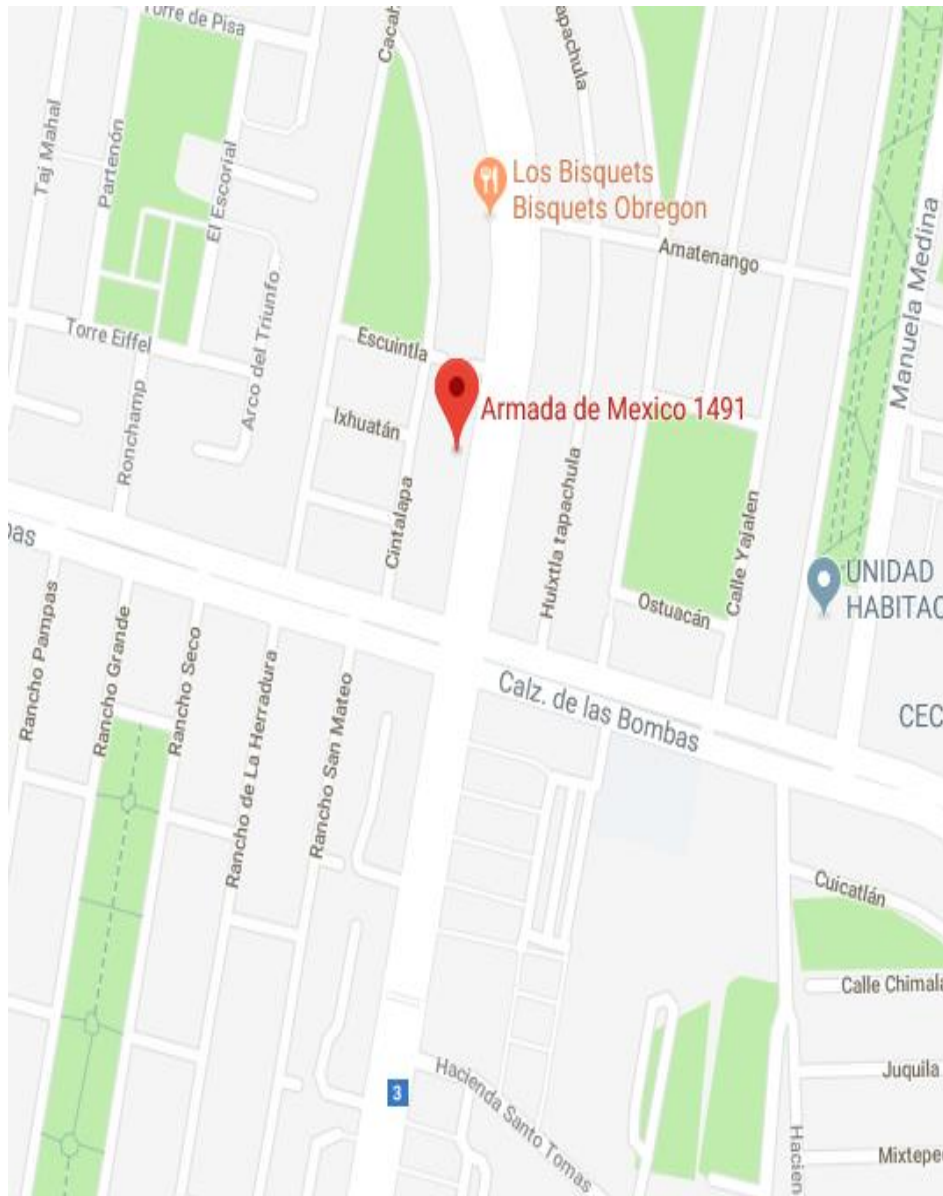 Torre de Pisa
Cacah
apachula
Taj Mahal
Partenón
El Escorial
Los Bisquets
Bisquets Obregon
Amatenango
Manuela Medina
Torre Eiffel
Arco del Triunfo
Escuintla
Ronchamp
Ixhuatán
Armada de Mexico 1491
Cintalapa
Huixtla tapachula
Calle Yajalen
bas
UNIDAD
HABITAC
Ostuacán
Rancho Pampas
Rancho Grande
Rancho Seco
Rancho de La Herradura
Rancho San Mateo
Calz. de las Bombas
CEC
Cuicatlán
Calle Chimala
Juquila
3
Hacienda Santo Tomas
Hacien
Mixtepe